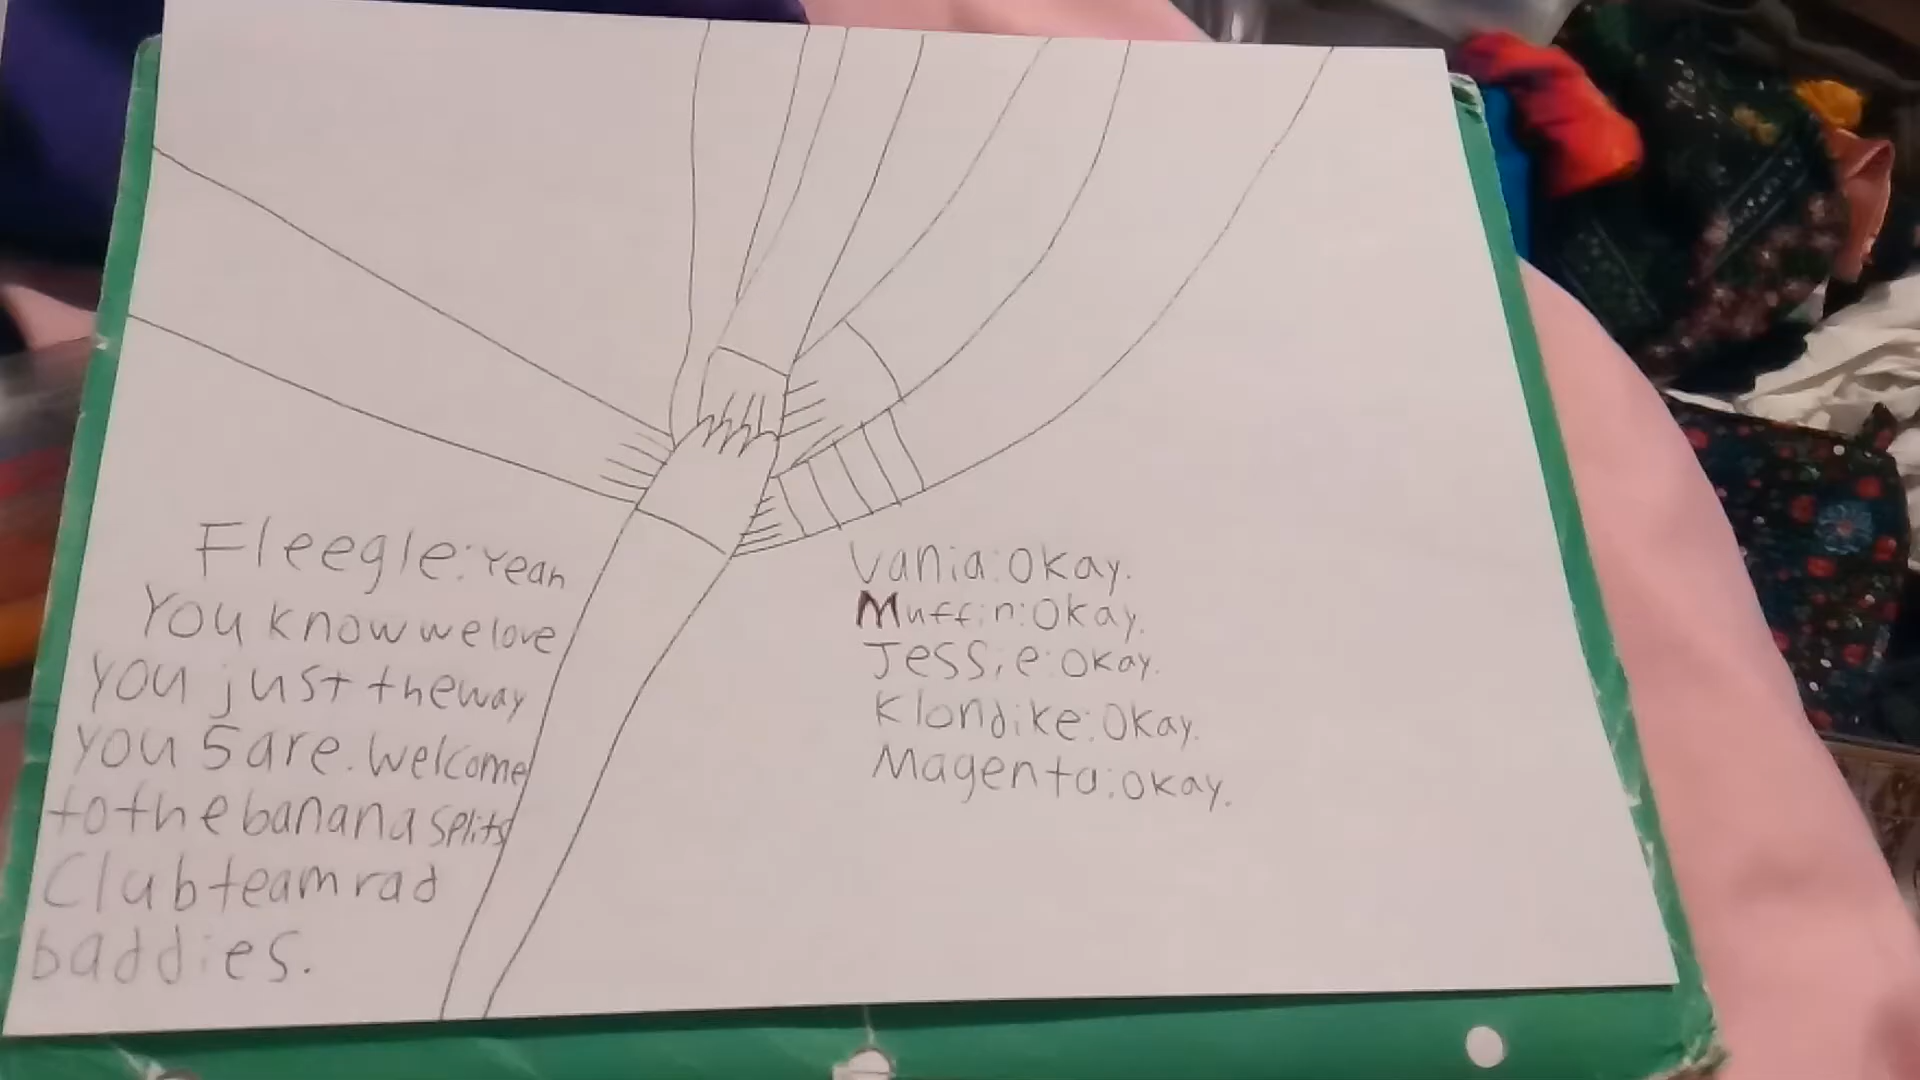 Fleegle: Yeah
You know we love
you just the way
you 5 are. Welcome
to the banana splits
Club team rad
baddies.
Vania: Okay.
Muffin: Okay.
Jessie: Okay.
Klondike: Okay.
Magenta: Okay.